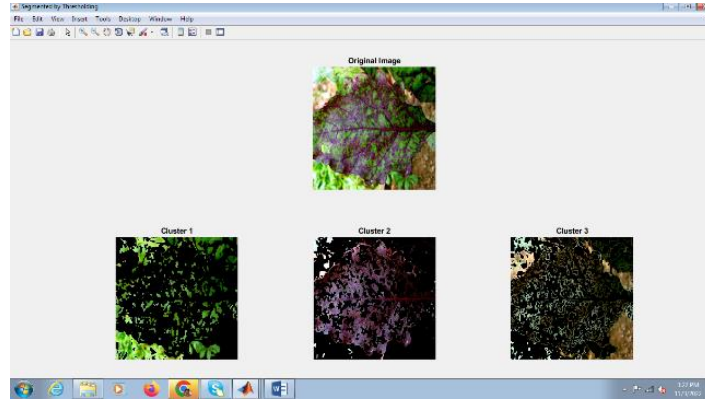 Segmented by Thresholding
File Edit View Insert Tools Desktop Window Help
Original Image
Cluster 1 Cluster 2 Cluster 3